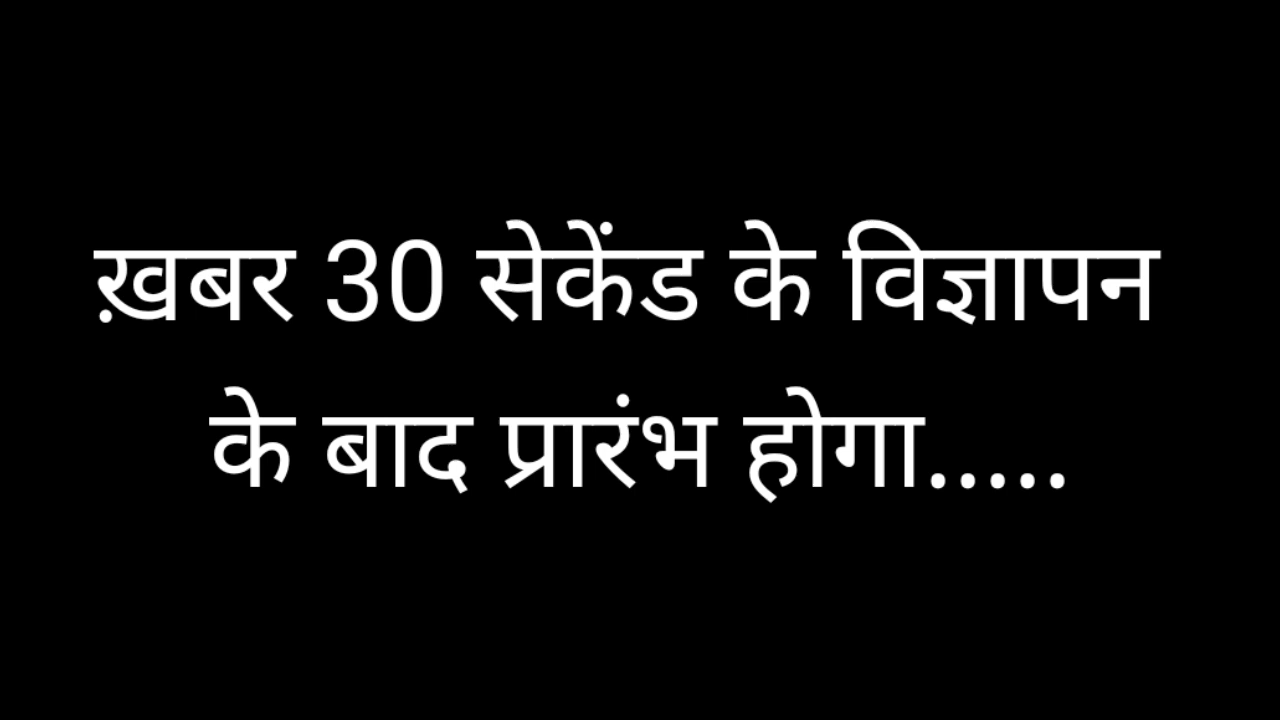 ख़बर 30 सेकेंड के विज्ञापन
के बाद प्रारंभ होगा.....